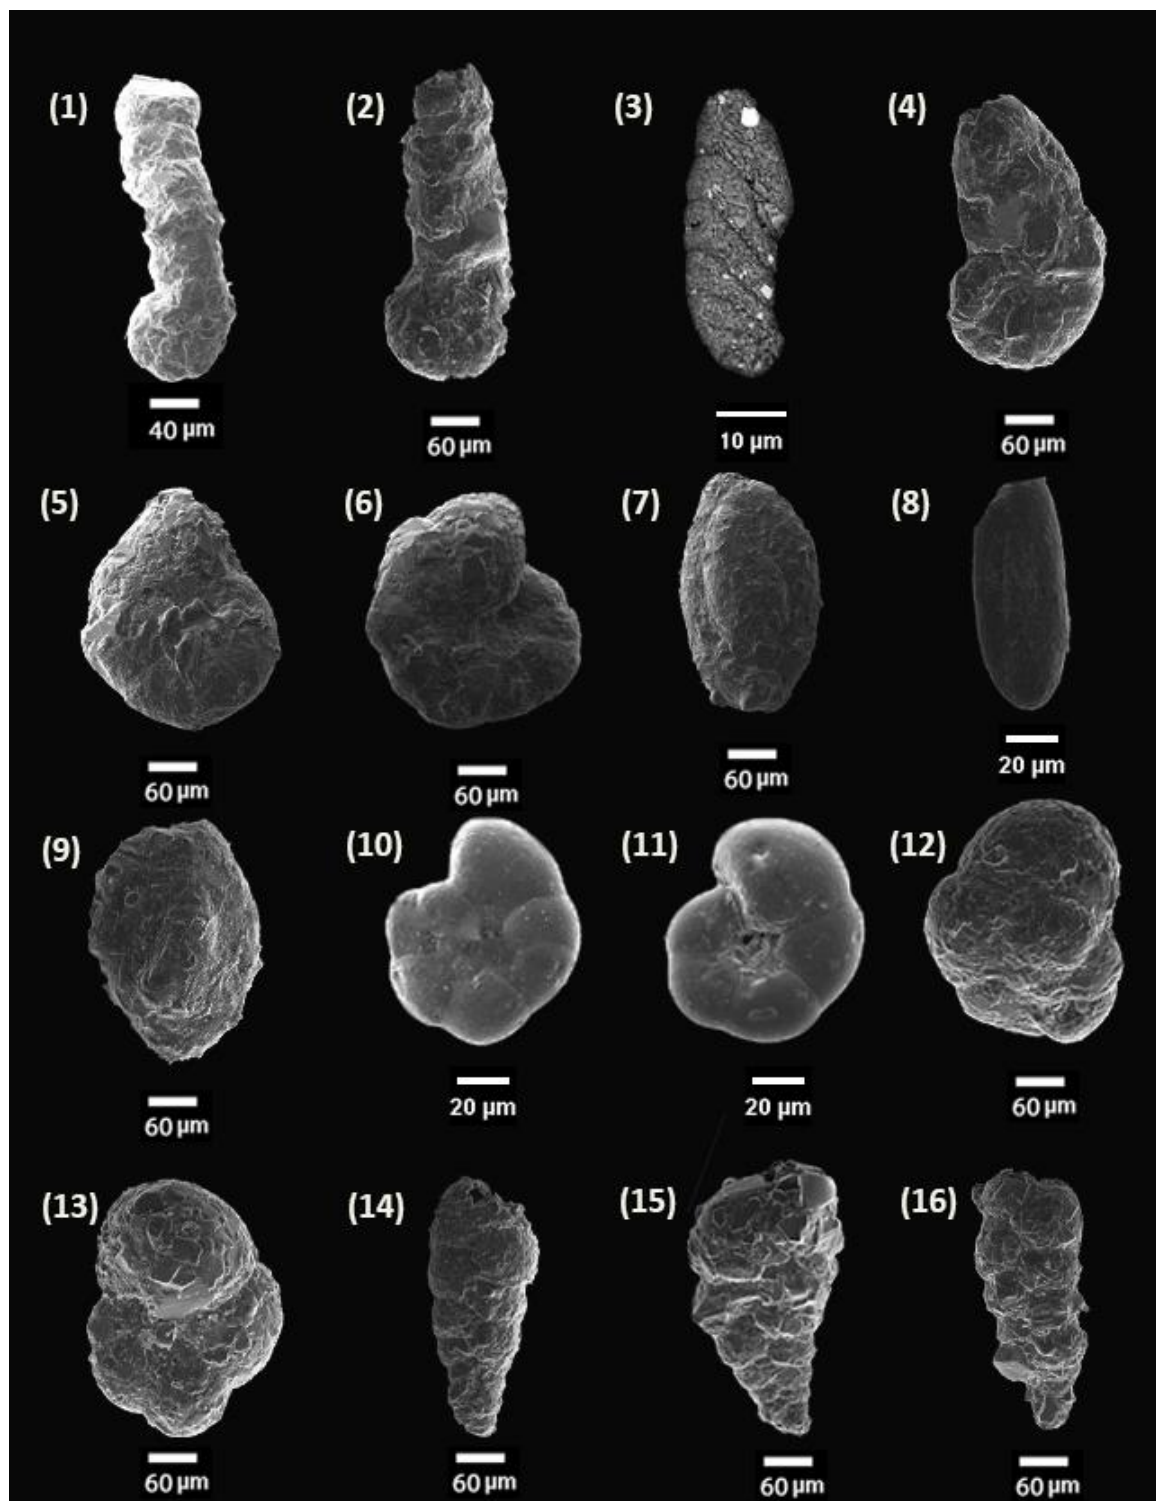 (1) (2) (3) (4)
40 µm 60 µm 10 µm 60 µm
(5) (6) (7) (8)
60 µm 60 µm 60 µm 20 µm
(9) (10) (11) (12)
60 µm 20 µm 20 µm 60 µm
(13) (14) (15) (16)
60 µm 60 µm 60 µm 60 µm